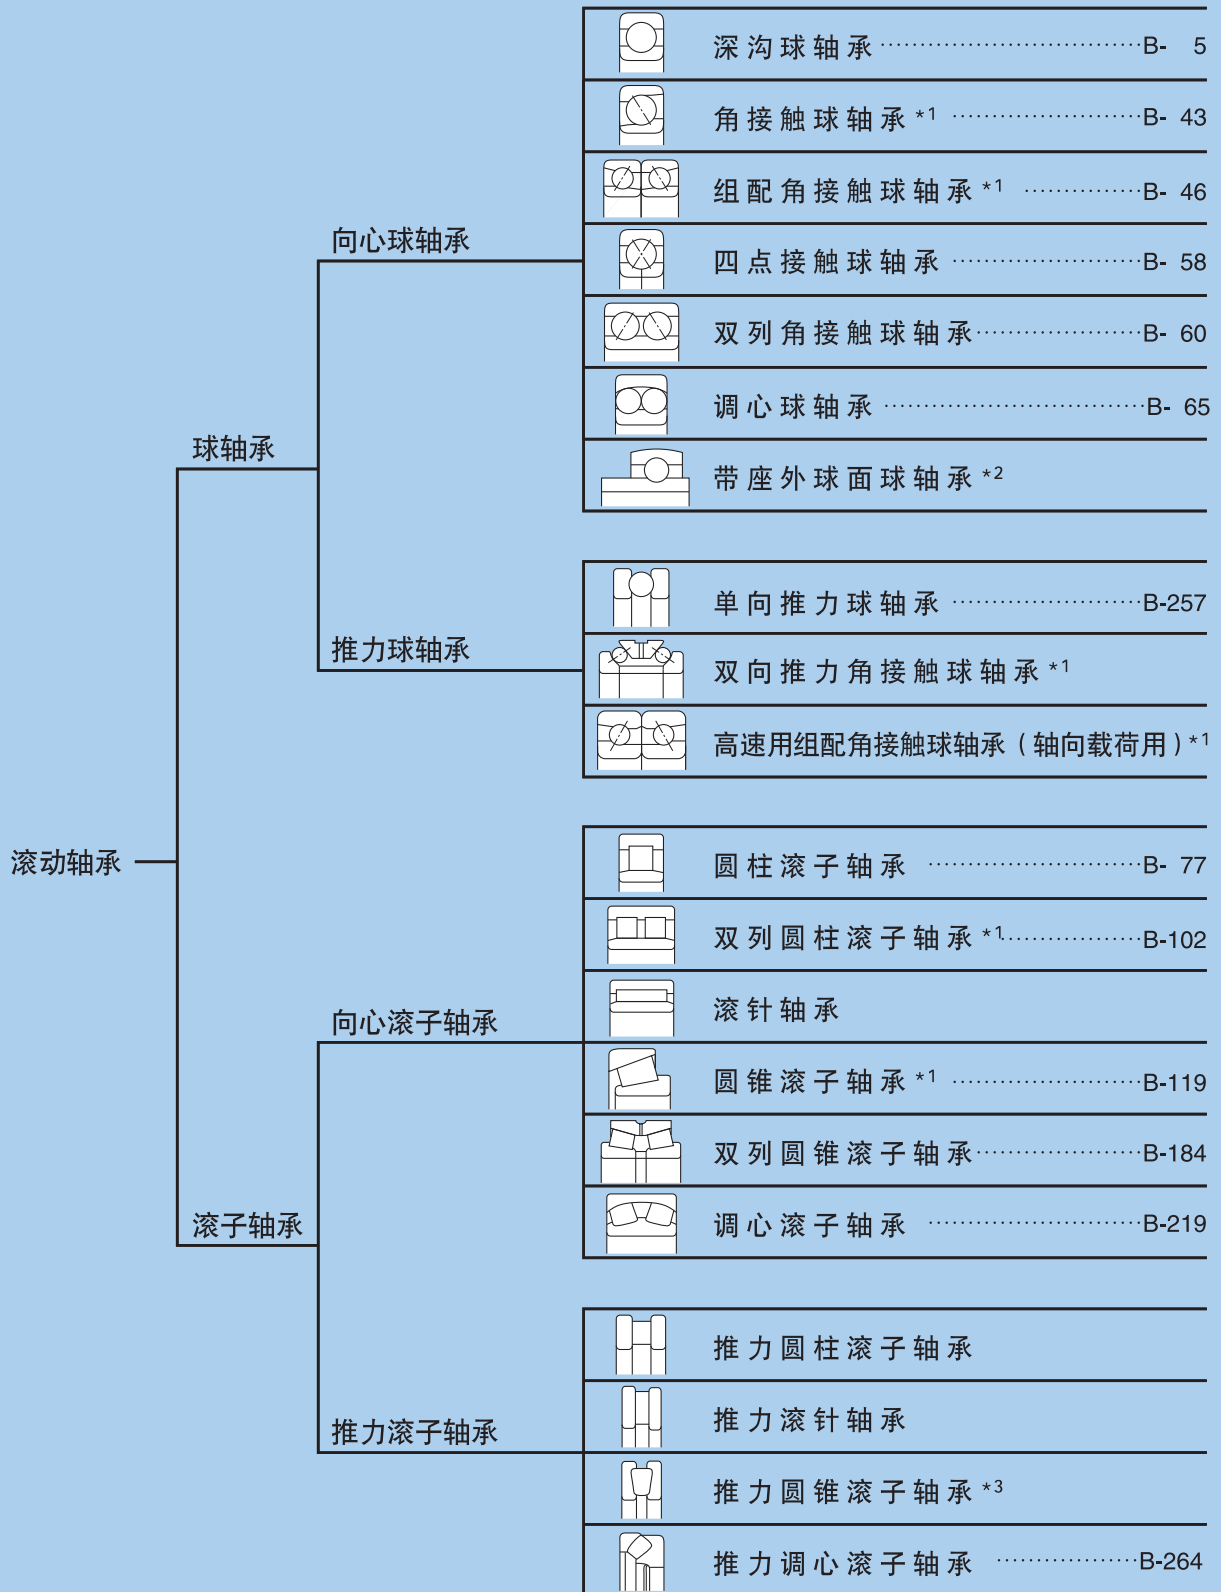 深沟球轴承 B- 5
角接触球轴承 *1 B- 43
组配角接触球轴承 *1 B- 46
向心球轴承
四点接触球轴承 B- 58
双列角接触球轴承 B- 60
调心球轴承 B- 65
球轴承
带座外球面球轴承 *2
单向推力球轴承 B-257
推力球轴承
双向推力角接触球轴承 *1
高速用组配角接触球轴承（轴向载荷用）*1
滚动轴承
圆柱滚子轴承 B- 77
双列圆柱滚子轴承 *1 B-102
滚针轴承
向心滚子轴承
圆锥滚子轴承 *1 B-119
双列圆锥滚子轴承 B-184
滚子轴承
调心滚子轴承 B-219
推力圆柱滚子轴承
推力滚针轴承
推力滚子轴承
推力圆锥滚子轴承 *3
推力调心滚子轴承 B-264